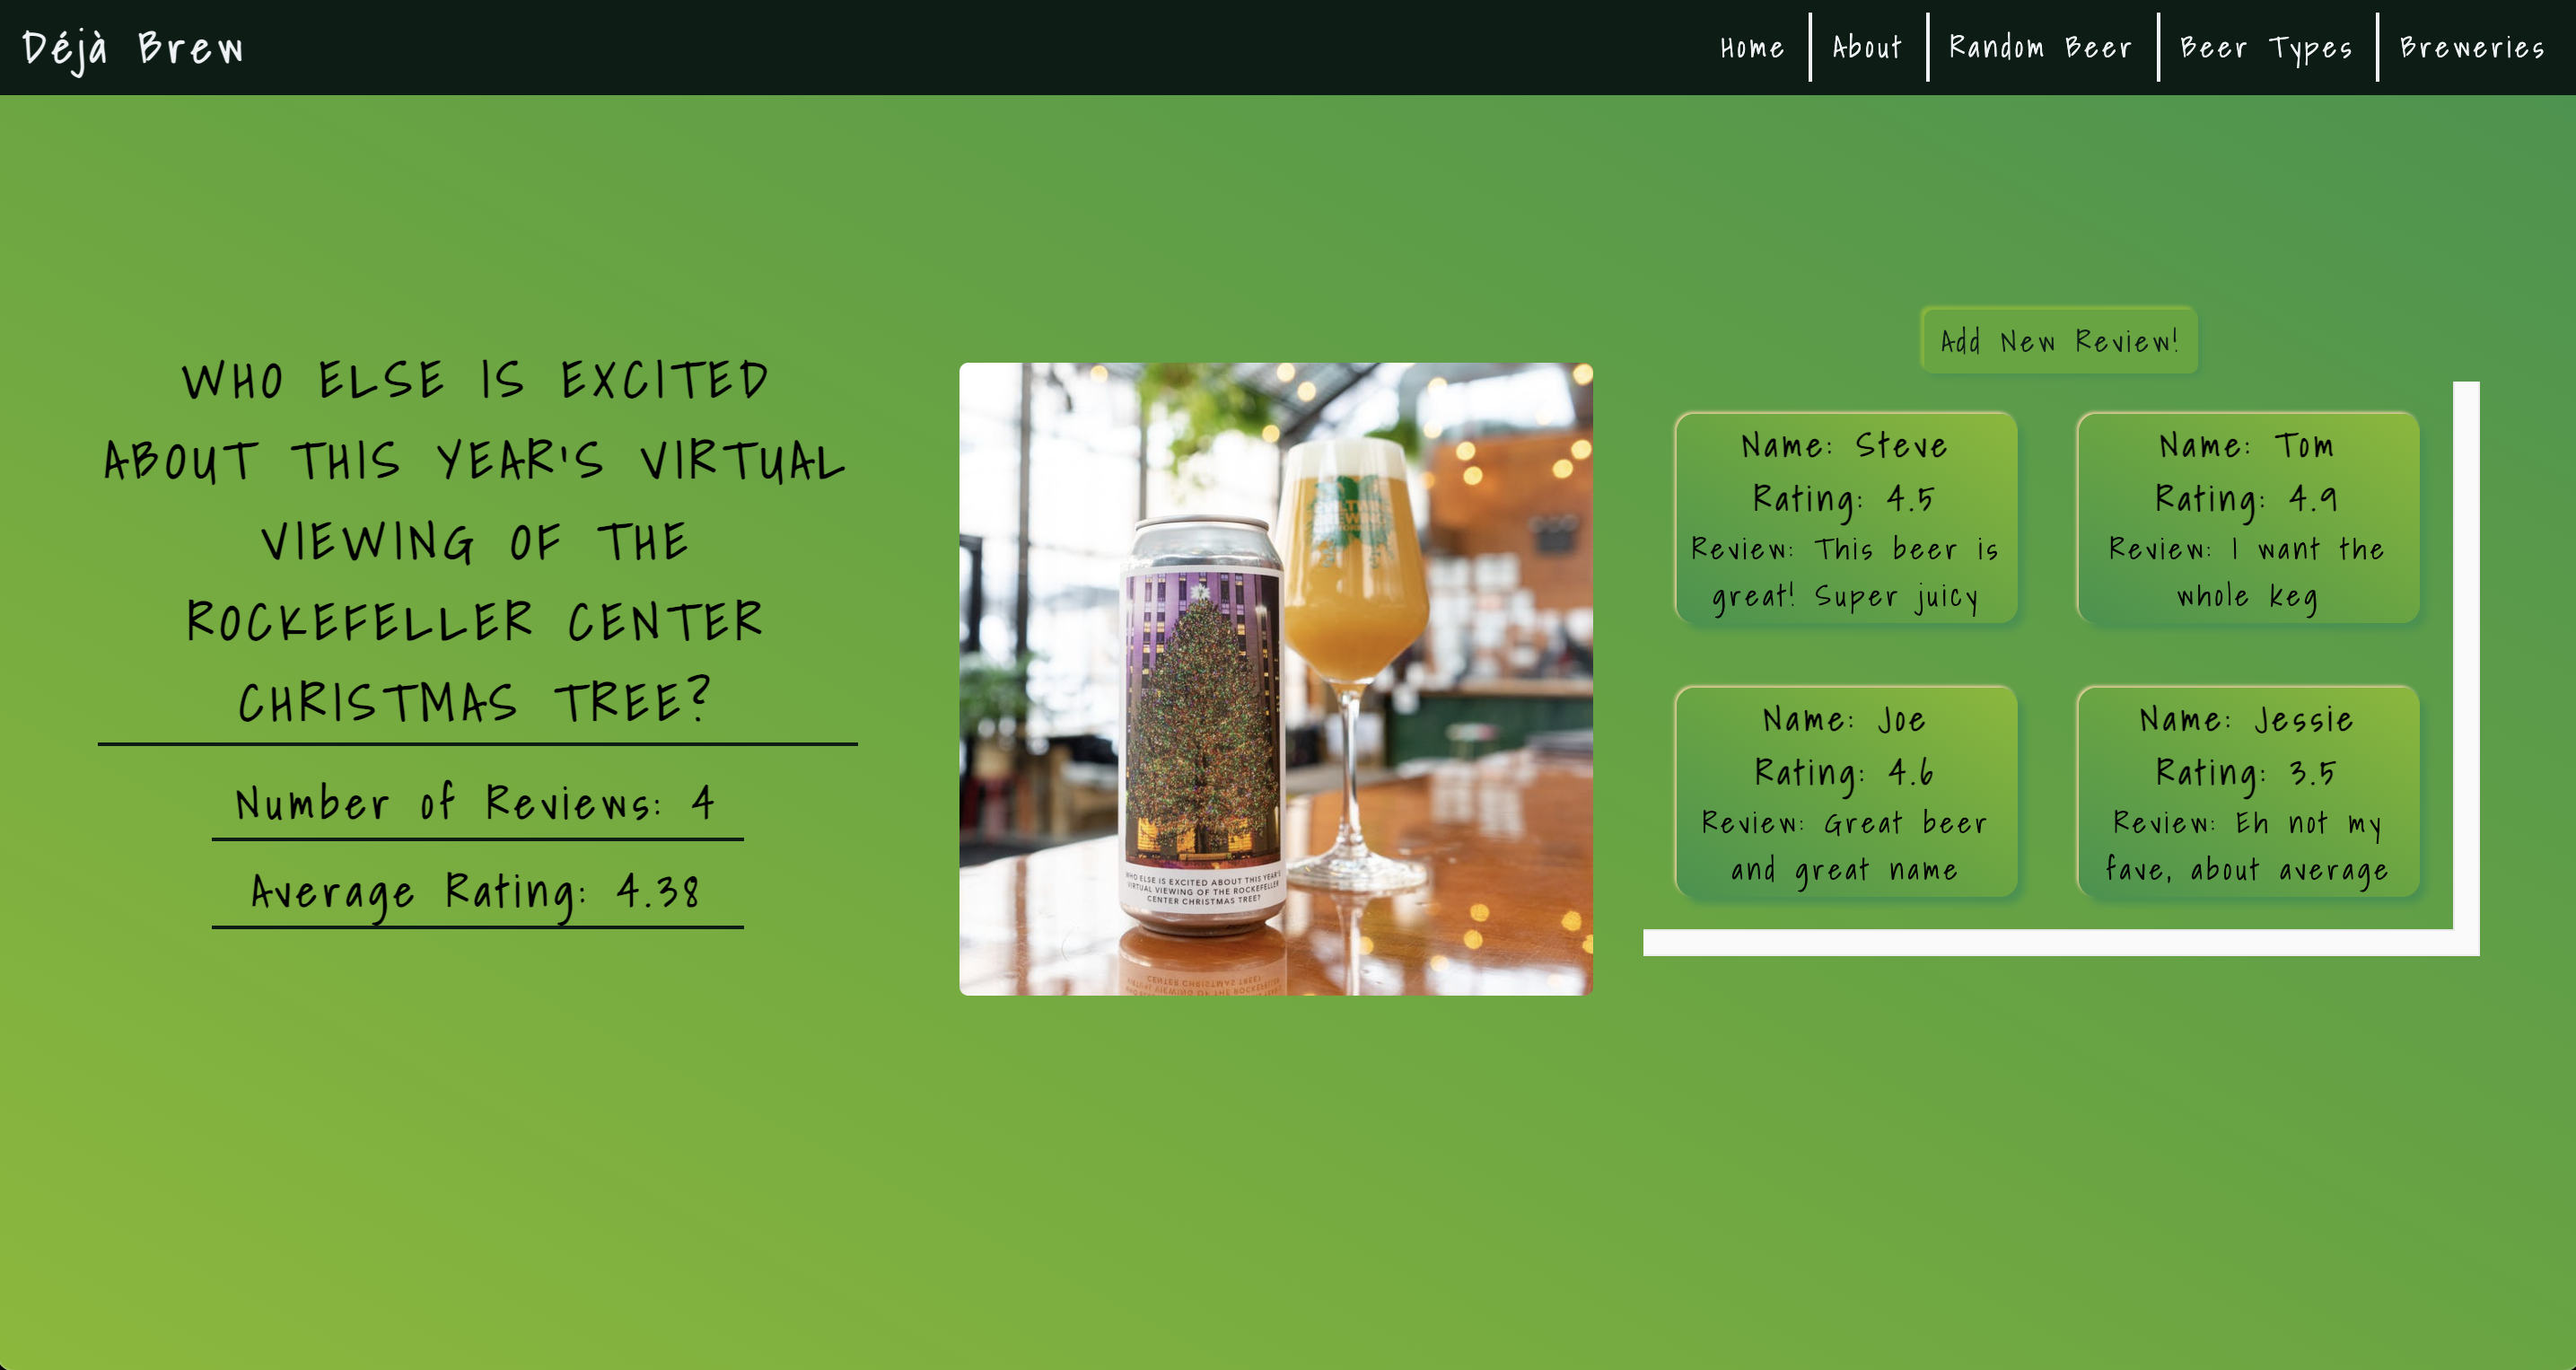 Déjà Brew
Home
About
Random Beer
Beer Types
Breweries
WHO ELSE IS EXCITED
ABOUT THIS YEAR'S VIRTUAL
VIEWING OF THE
ROCKEFELLER CENTER
CHRISTMAS TREE?
Number of Reviews: 4
Average Rating: 4.38
WHO ELSE IS EXCITED ABOUT THIS YEAR'S
VIRTUAL VIEWING OF THE ROCKEFELLER
CENTER CHRISTMAS TREE?
Add New Review!
Name: Steve
Rating: 4.5
Review: This beer is
great! Super juicy
Name: Tom
Rating: 4.9
Review: I want the
whole keg
Name: Joe
Rating: 4.6
Review: Great beer
and great name
Name: Jessie
Rating: 3.5
Review: Eh not my
fave, about average